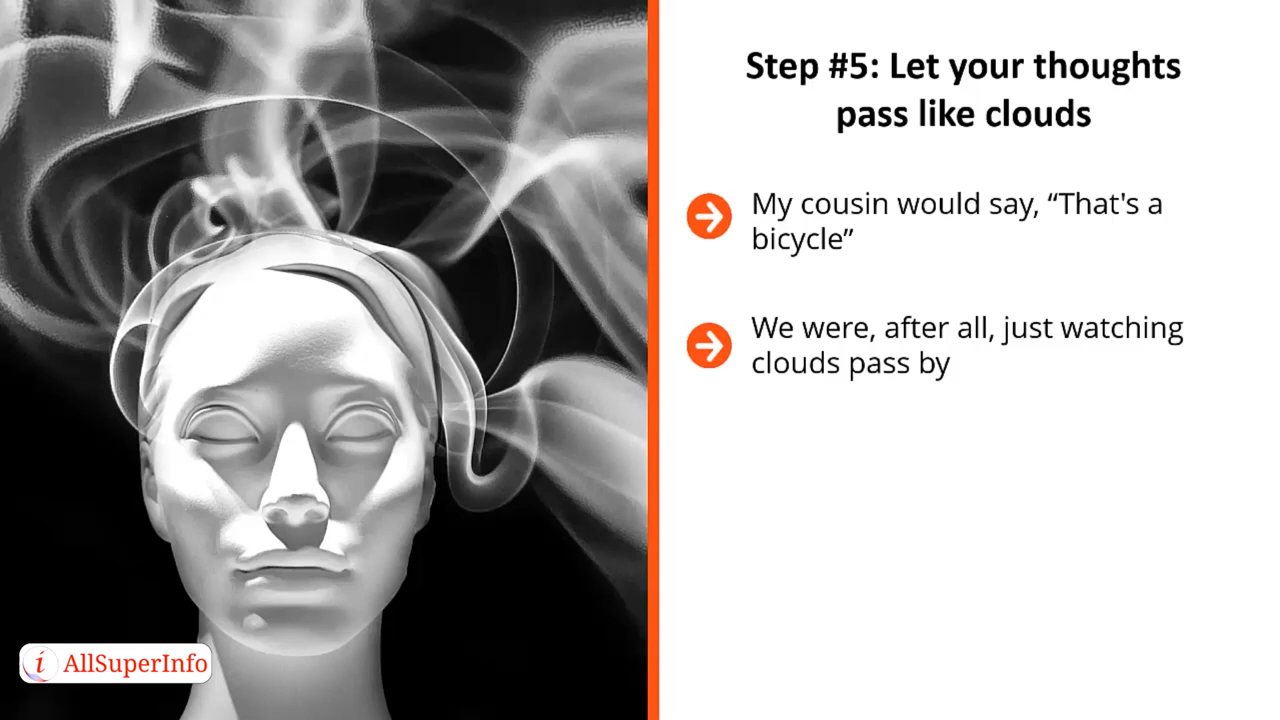 Step #5: Let your thoughts
pass like clouds
My cousin would say, “That's a
bicycle”
We were, after all, just watching
clouds pass by
i AllSuperInfo